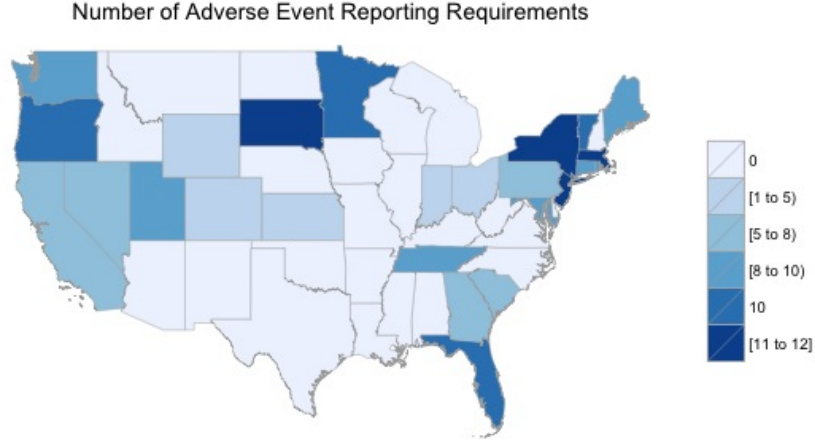 Number of Adverse Event Reporting Requirements
0
[1 to 5)
[5 to 8)
[8 to 10)
10
[11 to 12]